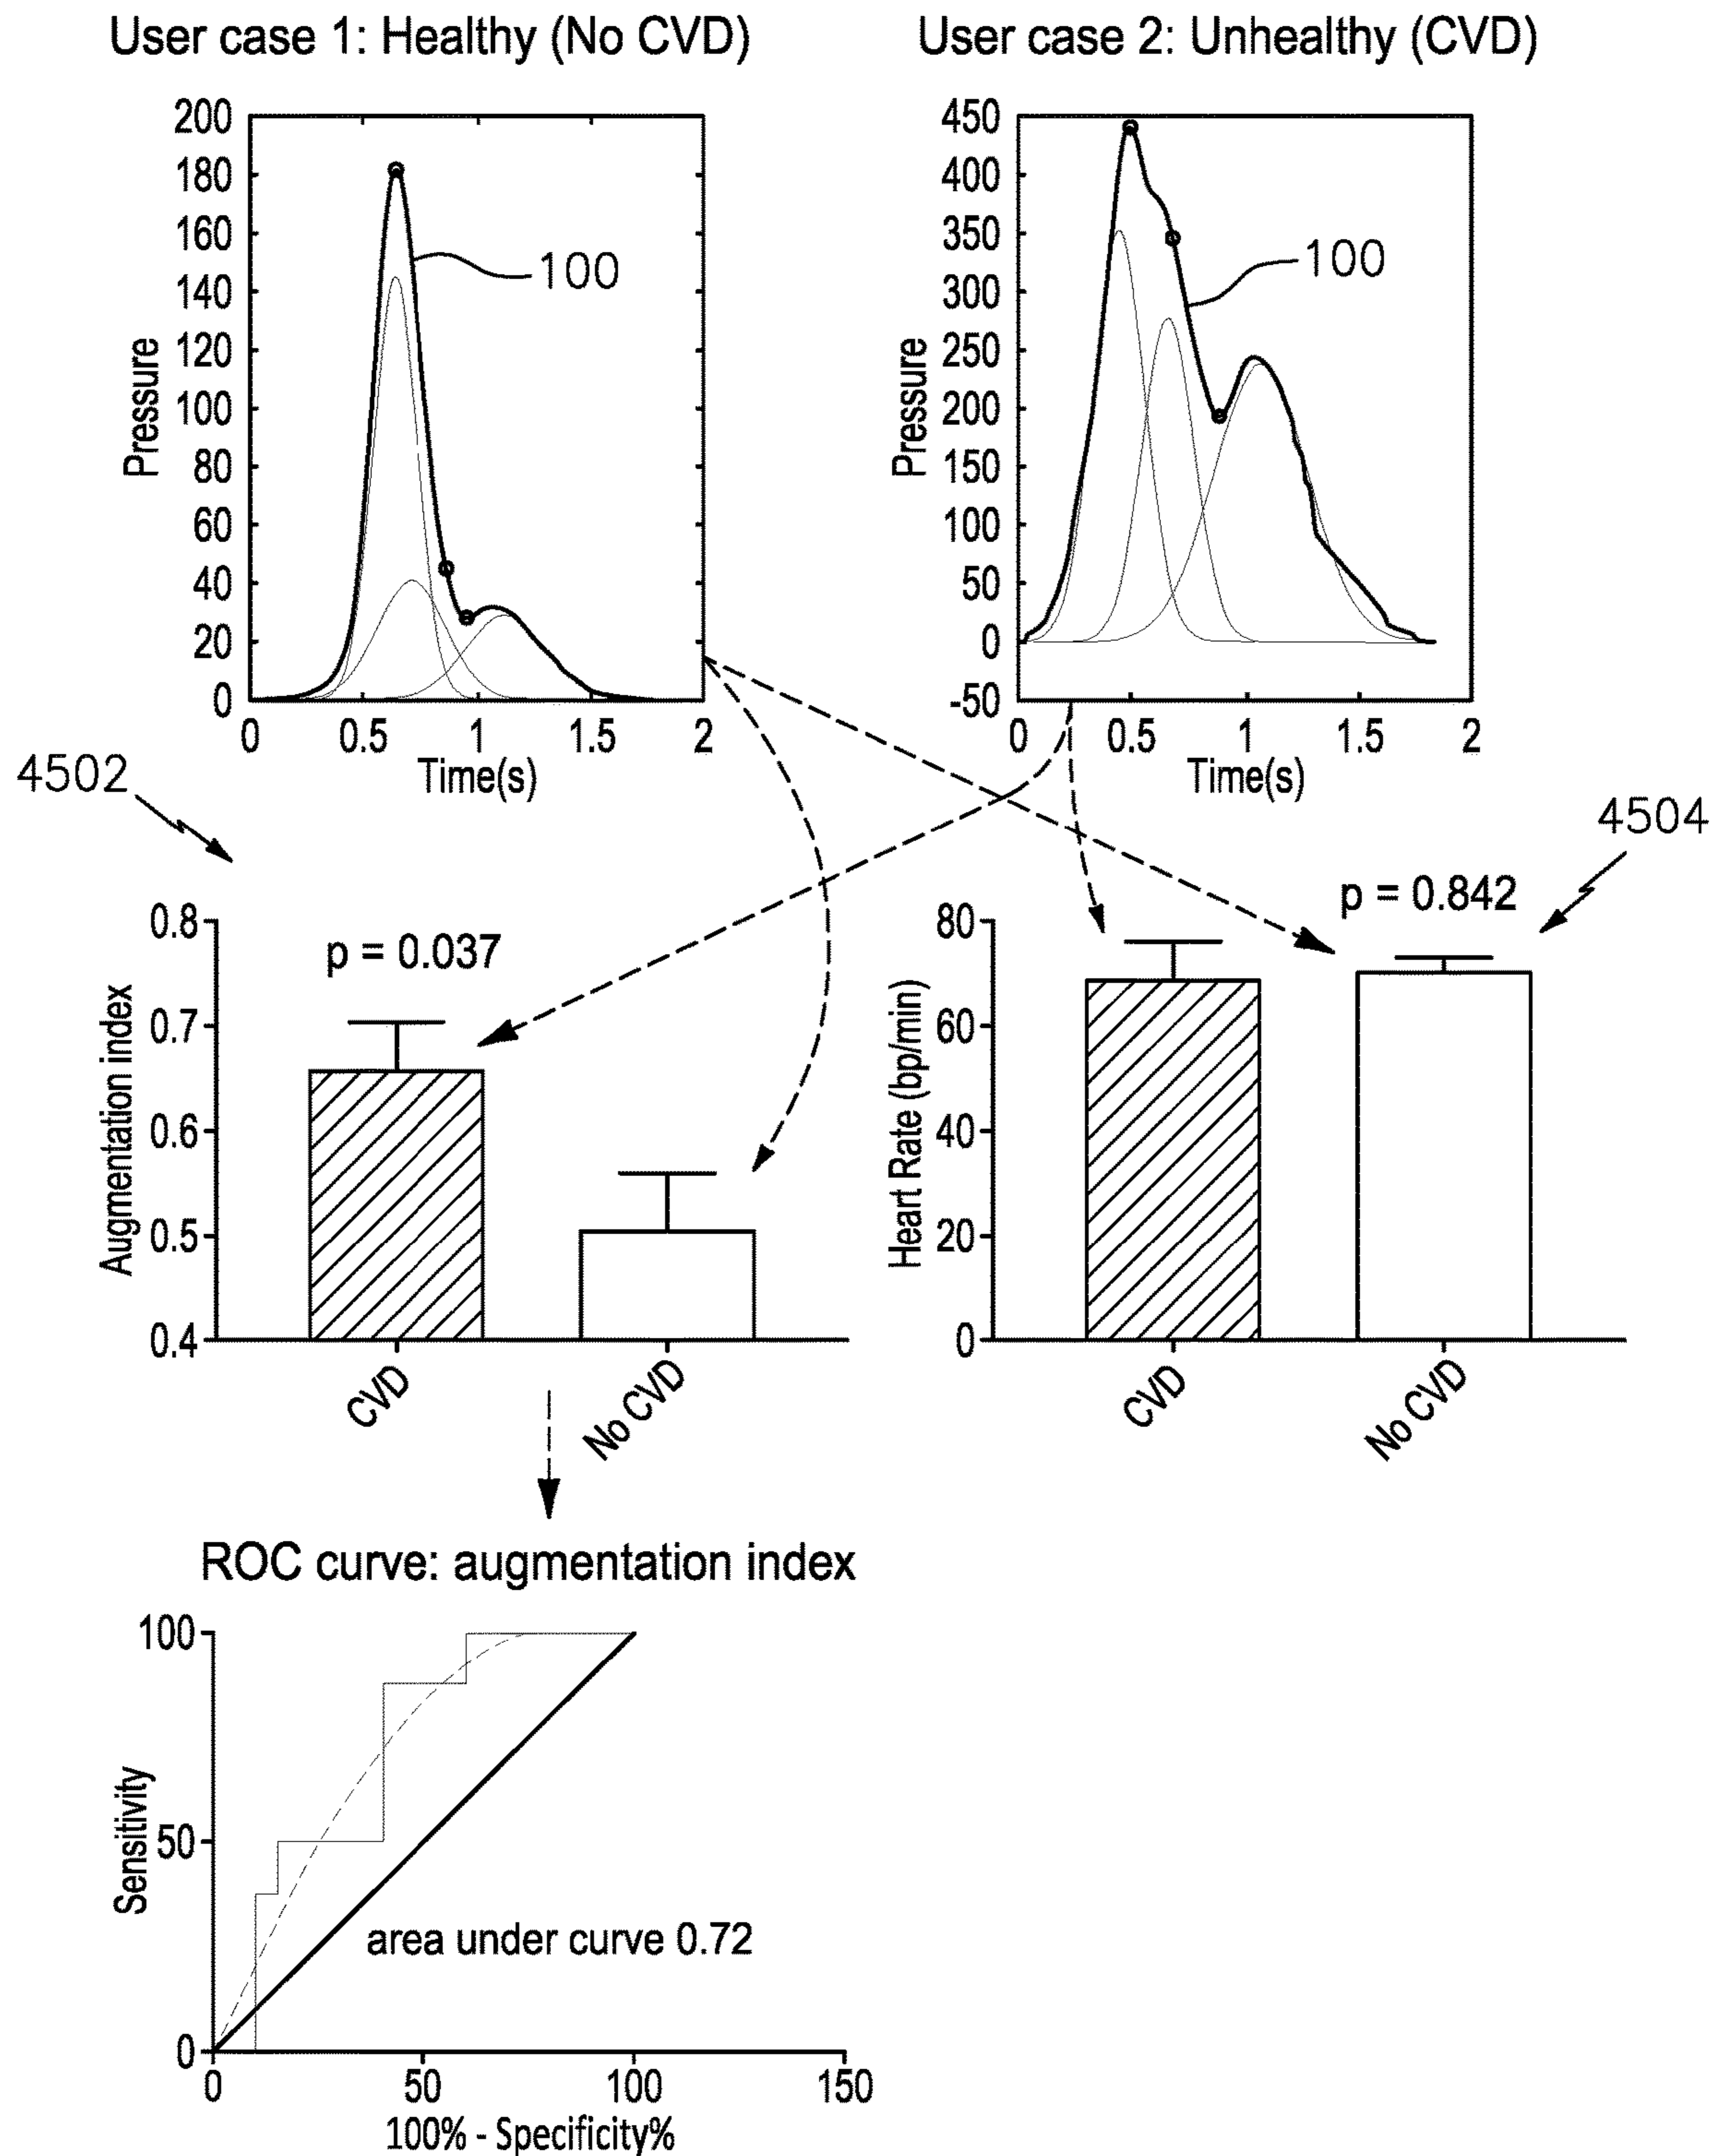 User case 1: Healthy (No CVD)
200
180
160
140
120
100
80
60
40
20
0
Pressure
100
0 0.5 1 1.5 2
Time(s)
User case 2: Unhealthy (CVD)
450
400
350
300
250
200
150
100
50
0
-50
Pressure
100
0 0.5 1 1.5 2
Time(s)
4502
0.8
0.7
0.6
0.5
0.4
Augmentation index
p = 0.037
CVD
No CVD
4504
80
60
40
20
0
Heart Rate (bp/min)
p = 0.842
CVD
No CVD
ROC curve: augmentation index
100
50
0
Sensitivity
area under curve 0.72
0 50 100 150
100% - Specificity%